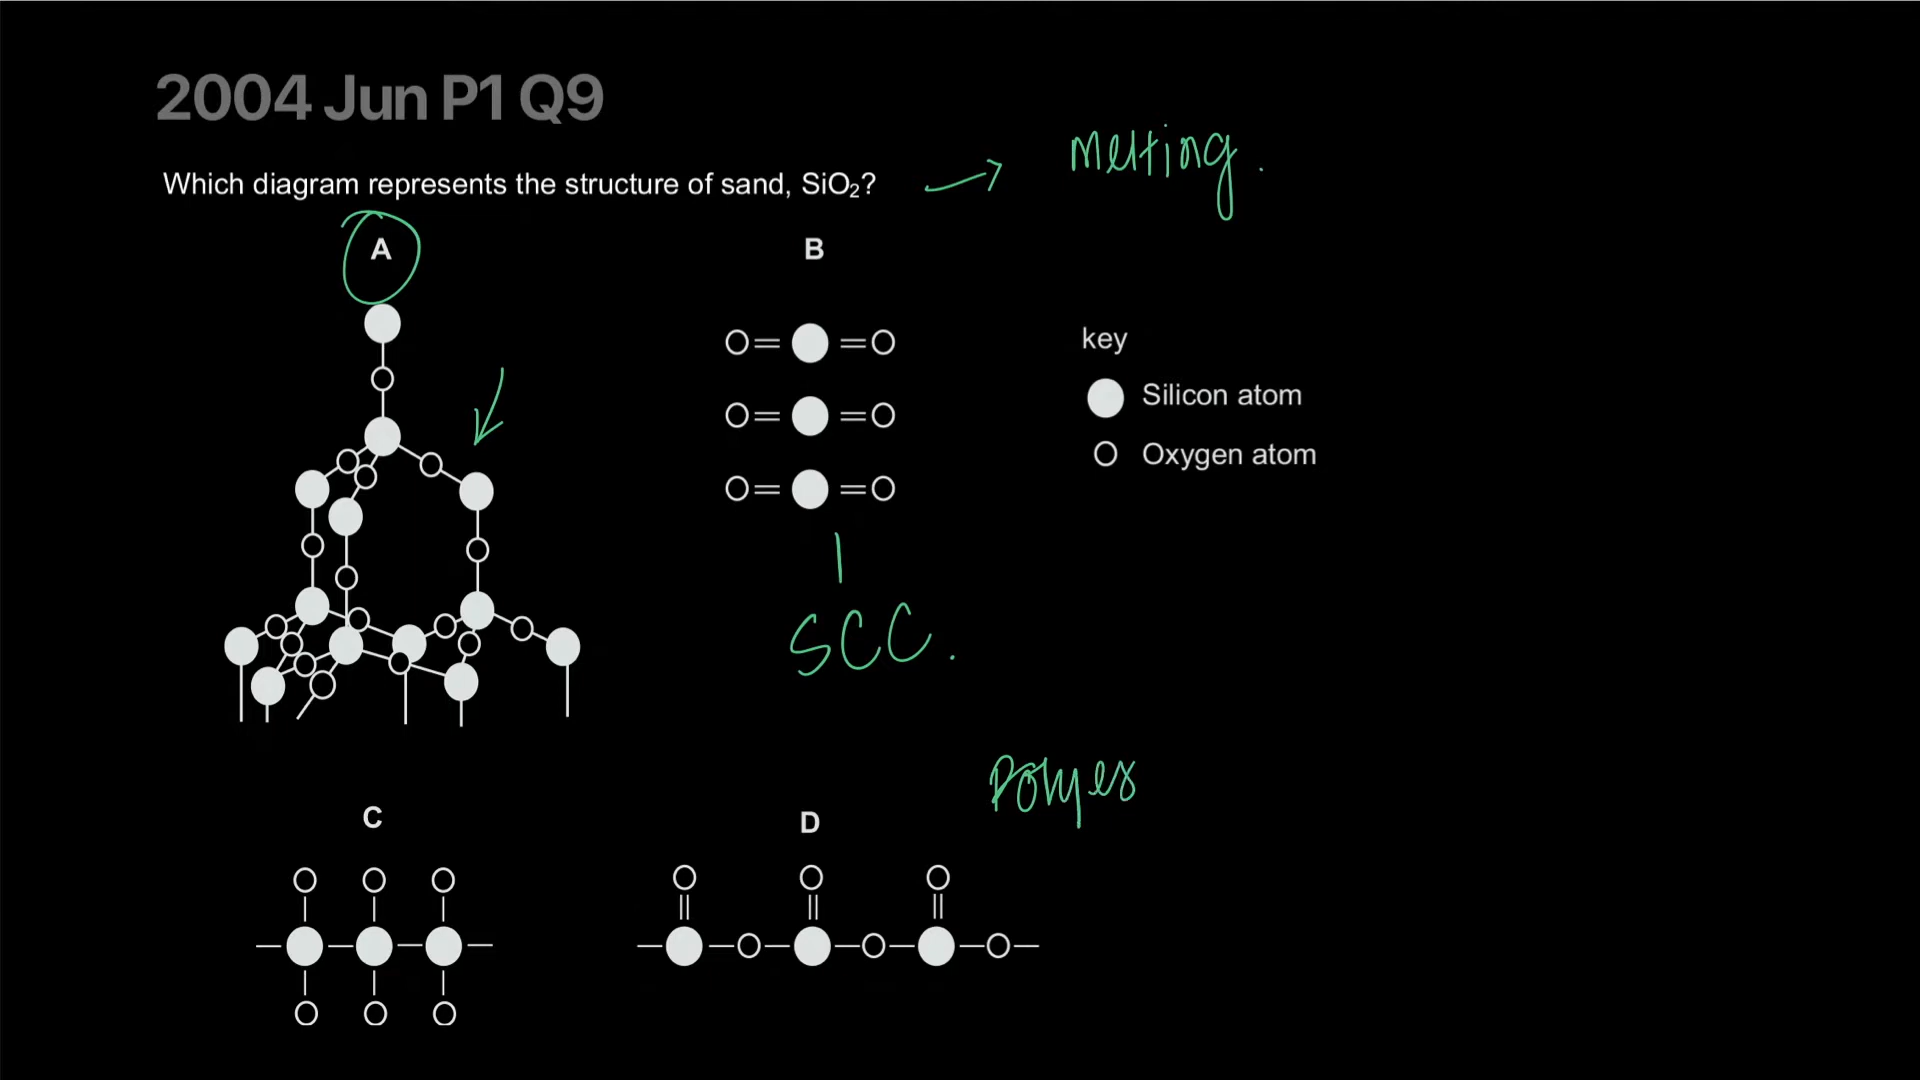 2004 Jun P1 Q9
Which diagram represents the structure of sand, SiO₂?
melting.
A
B
key
Silicon atom
Oxygen atom
SCC.
Polyes
C
D